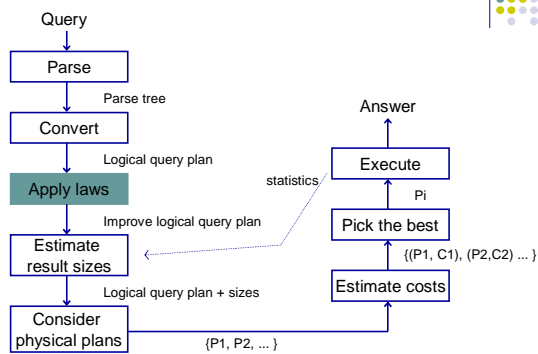 Query
Parse
Parse tree
Convert
Logical query plan
Apply laws
Improve logical query plan
Estimate
result sizes
Logical query plan + sizes
Consider
physical plans
{P1, P2, ... }
Estimate costs
{(P1, C1), (P2,C2) ... }
Pick the best
Pi
Execute
statistics
Answer